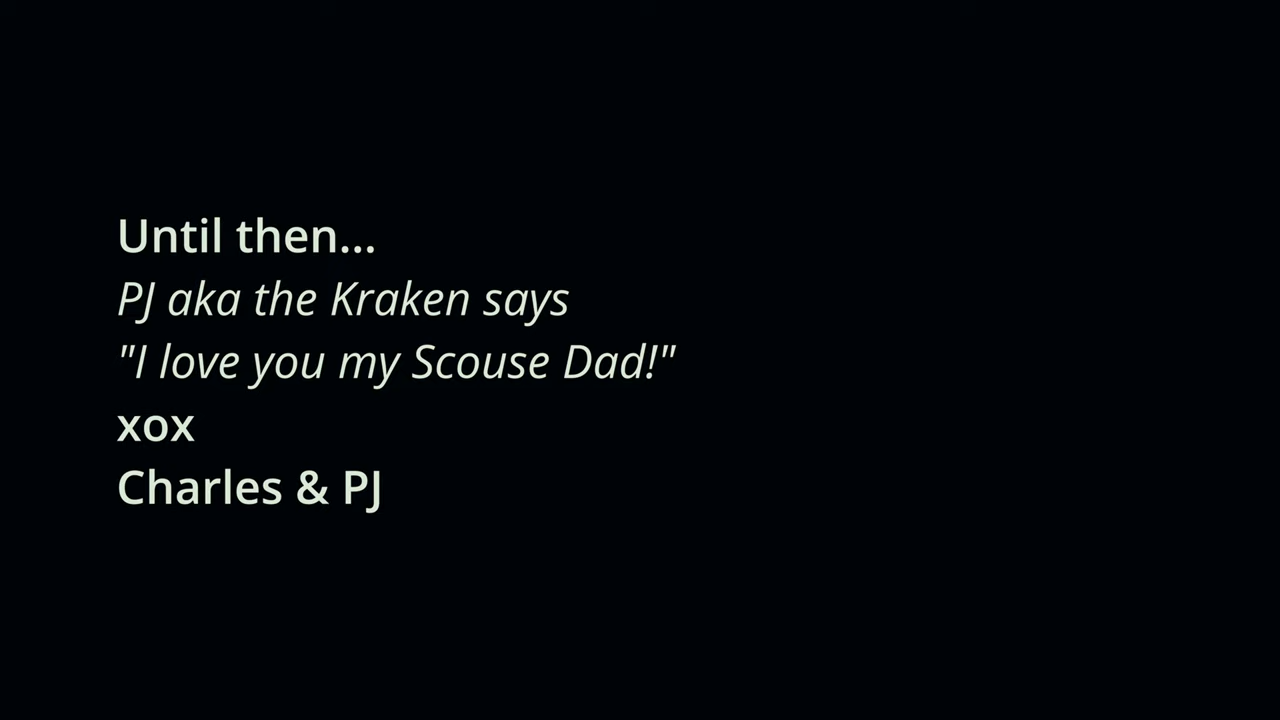 Until then...
PJ aka the Kraken says
"I love you my Scouse Dad!"
xox
Charles & PJ